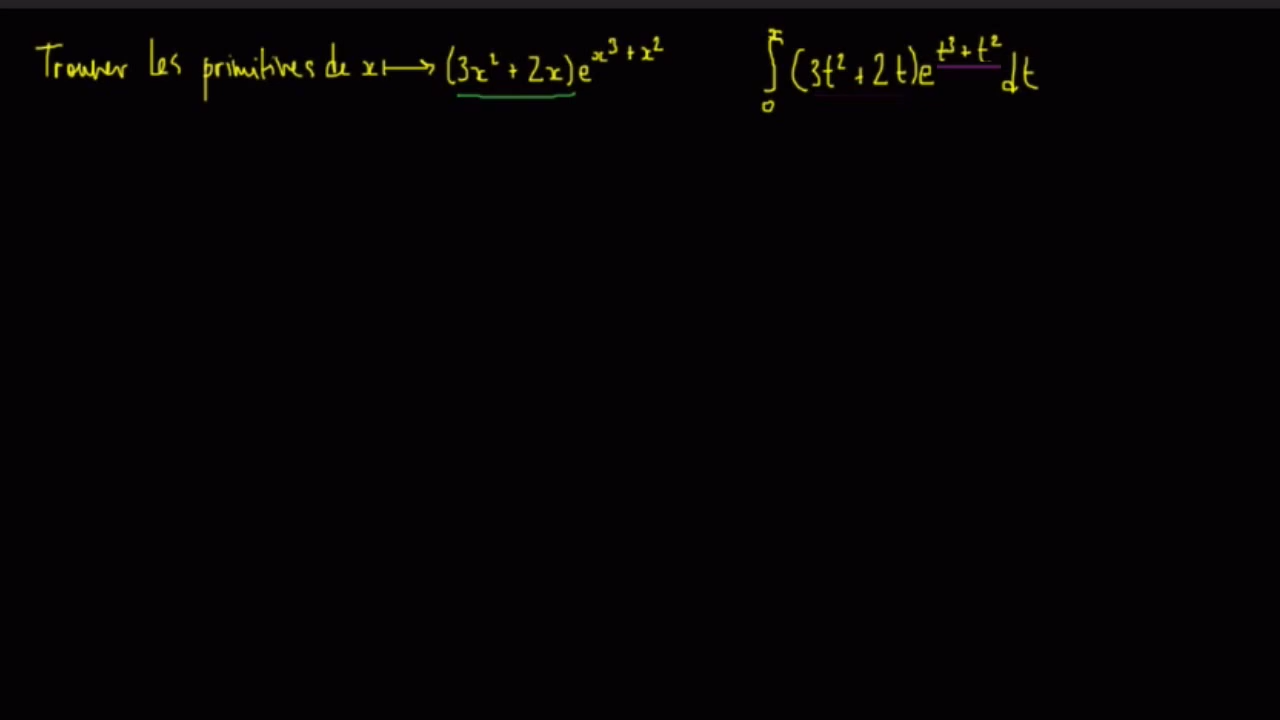 Trouver les primitives de x ⟼ (3x² + 2x)e^{x³ + x²} ∫₀ˣ (3t² + 2t)e^{t³ + t²} dt